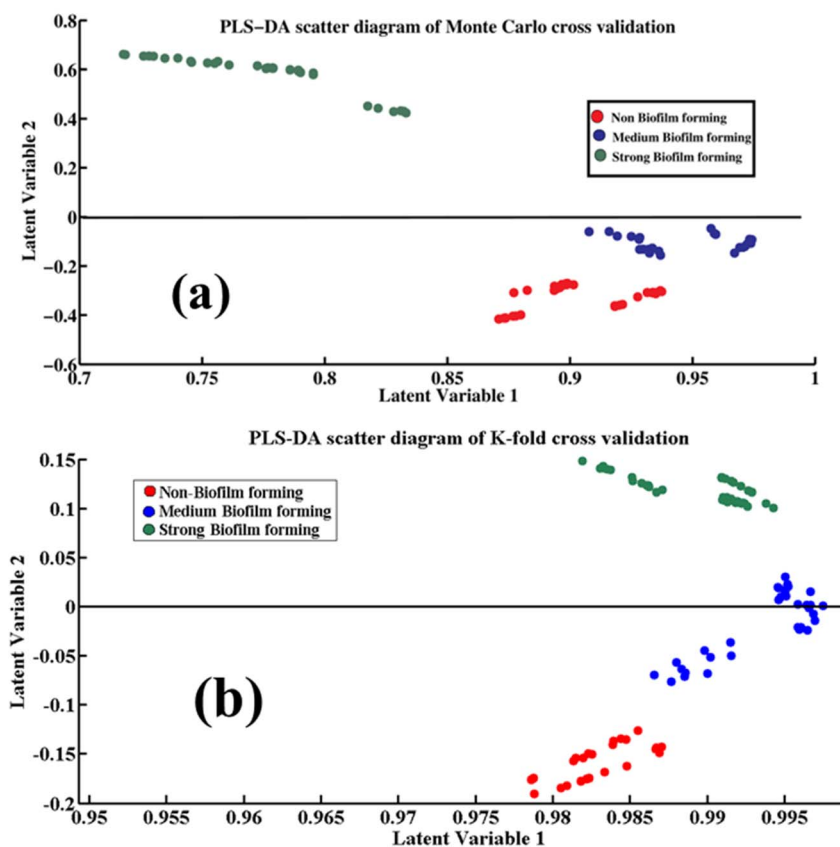 PLS-DA scatter diagram of Monte Carlo cross validation
0.8
0.6
0.4
0.2
0
-0.2
-0.4
-0.6
Latent Variable 2
Non Biofilm forming
Medium Biofilm forming
Strong Biofilm forming
(a)
0.7 0.75 0.8 0.85 0.9 0.95 1
Latent Variable 1
PLS-DA scatter diagram of K-fold cross validation
0.15
0.1
0.05
0
-0.05
-0.1
-0.15
-0.2
Latent Variable 2
Non-Biofilm forming
Medium Biofilm forming
Strong Biofilm forming
(b)
0.95 0.955 0.96 0.965 0.97 0.975 0.98 0.985 0.99 0.995
Latent Variable 1